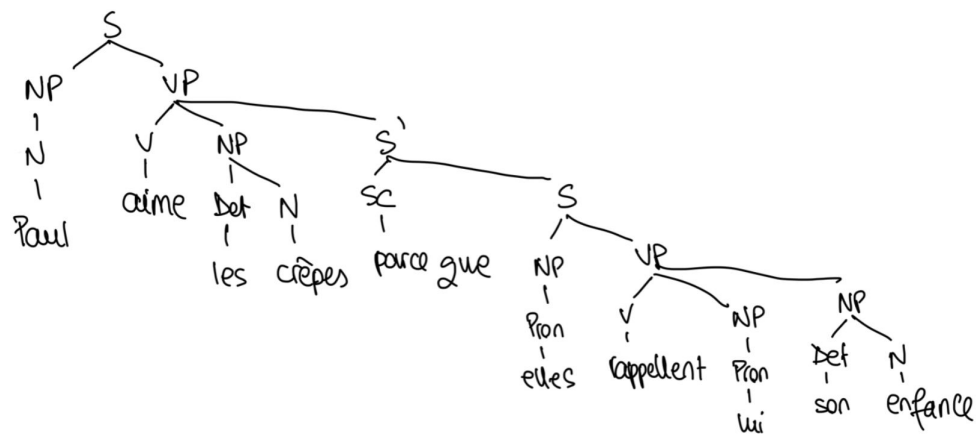 S
NP VP
N V NP S'
Paul aime Det N SC S
les crêpes parce que NP VP
Pron V NP NP
elles rappellent Pron Det N
lui son enfance